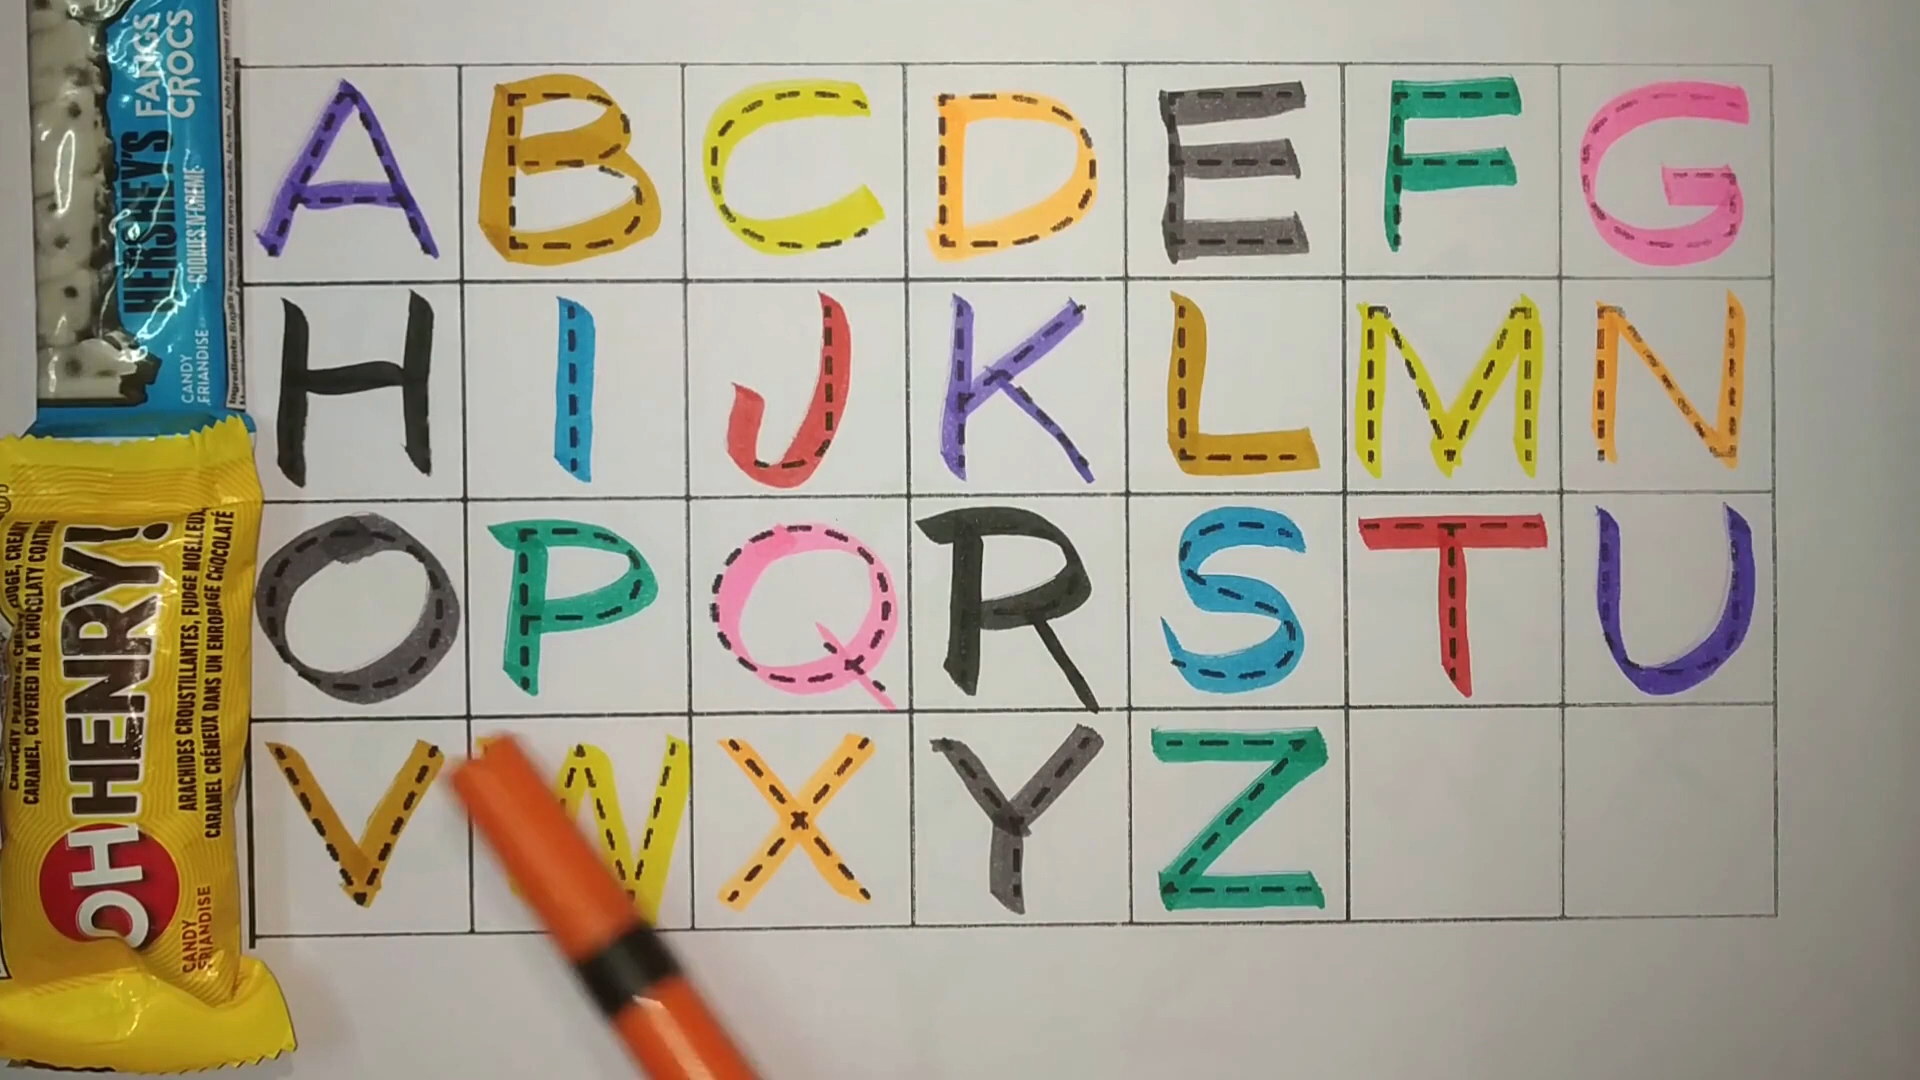 A B C D E F G
H I J K L M N
O P Q R S T U
V W X Y Z
HERSHEY'S FANGS
CROCS
COOKIES 'N' CREME
CANDY
FRIANDISE
OH HENRY!
CARAMEL, COVERED IN A CHOCOLATY COATING
ARACHIDES CROUSTILLANTES, FUDGE MOELLEUX,
CARAMEL CRÉMEUX DANS UN ENROBAGE CHOCOLATÉ
CANDY
FRIANDISE